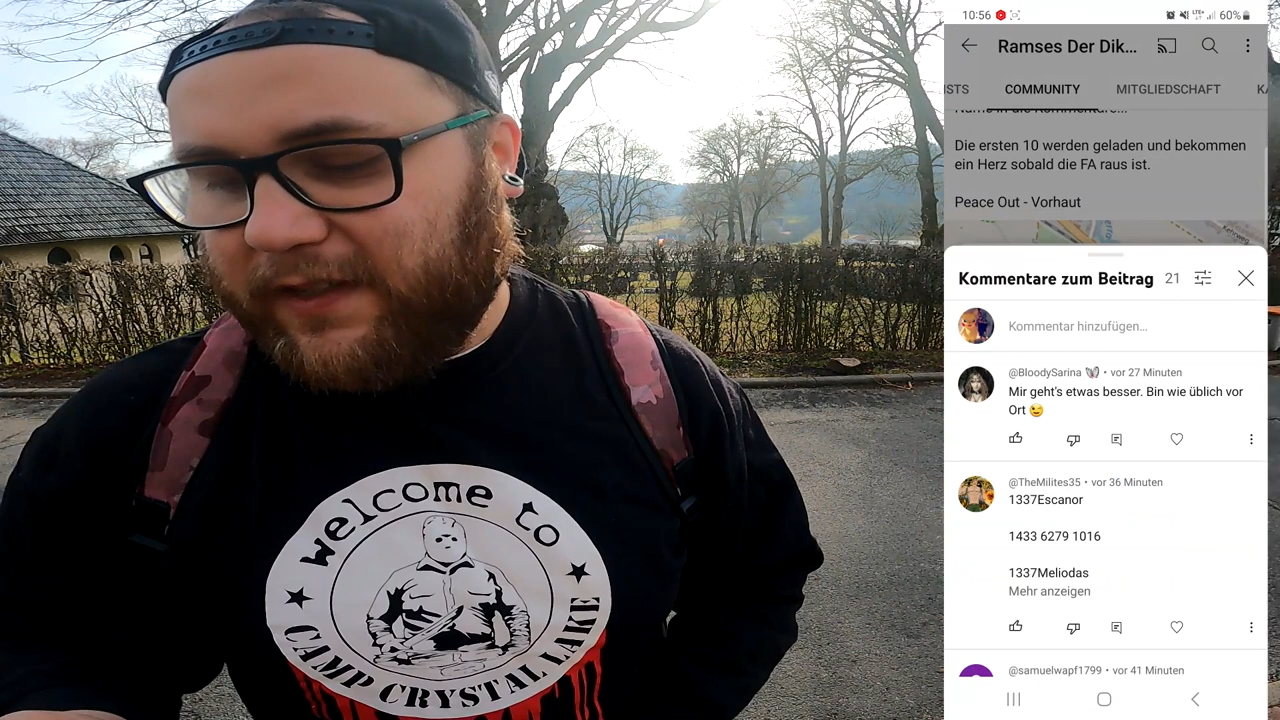 welcome to
CAMP CRYSTAL LAKE
10:56
LTE+
60%
Ramses Der Dik...
STS
COMMUNITY
MITGLIEDSCHAFT
Die ersten 10 werden geladen und bekommen
ein Herz sobald die FA raus ist.
Peace Out - Vorhaut
Kommentare zum Beitrag 21
Kommentar hinzufügen...
@BloodySarina • vor 27 Minuten
Mir geht's etwas besser. Bin wie üblich vor
Ort 😉
@TheMilites35 • vor 36 Minuten
1337Escanor
1433 6279 1016
1337Meliodas
Mehr anzeigen
@samuelwapf1799 • vor 41 Minuten